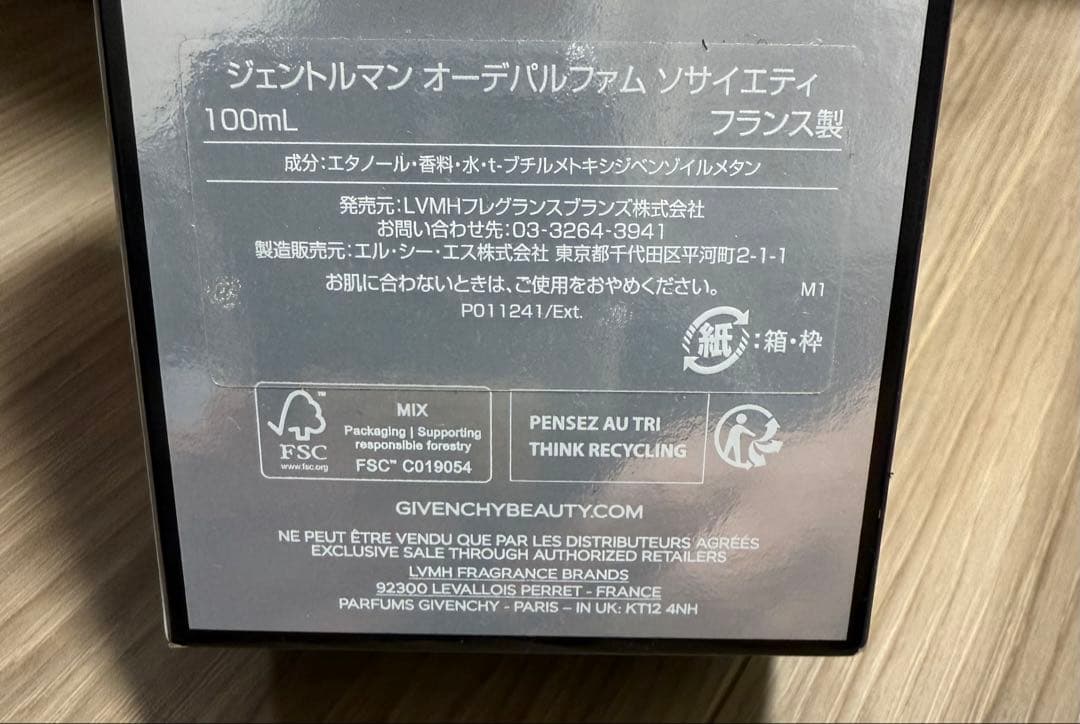 ジェントルマン オーデパルファム ソサイエティ
100mL フランス製
成分:エタノール・香料・水・t-ブチルメトキシジベンゾイルメタン
発売元:LVMHフレグランスブランズ株式会社
お問い合わせ先:03-3264-3941
製造販売元:エル・シー・エス株式会社 東京都千代田区平河町2-1-1
お肌に合わないときは、ご使用をおやめください。 M1
P011241/Ext.
紙:箱・枠
FSC
www.fsc.org
MIX
Packaging | Supporting
responsible forestry
FSC™ C019054
PENSEZ AU TRI
THINK RECYCLING
GIVENCHYBEAUTY.COM
NE PEUT ÊTRE VENDU QUE PAR LES DISTRIBUTEURS AGRÉÉS
EXCLUSIVE SALE THROUGH AUTHORIZED RETAILERS
LVMH FRAGRANCE BRANDS
92300 LEVALLOIS PERRET - FRANCE
PARFUMS GIVENCHY - PARIS – IN UK: KT12 4NH